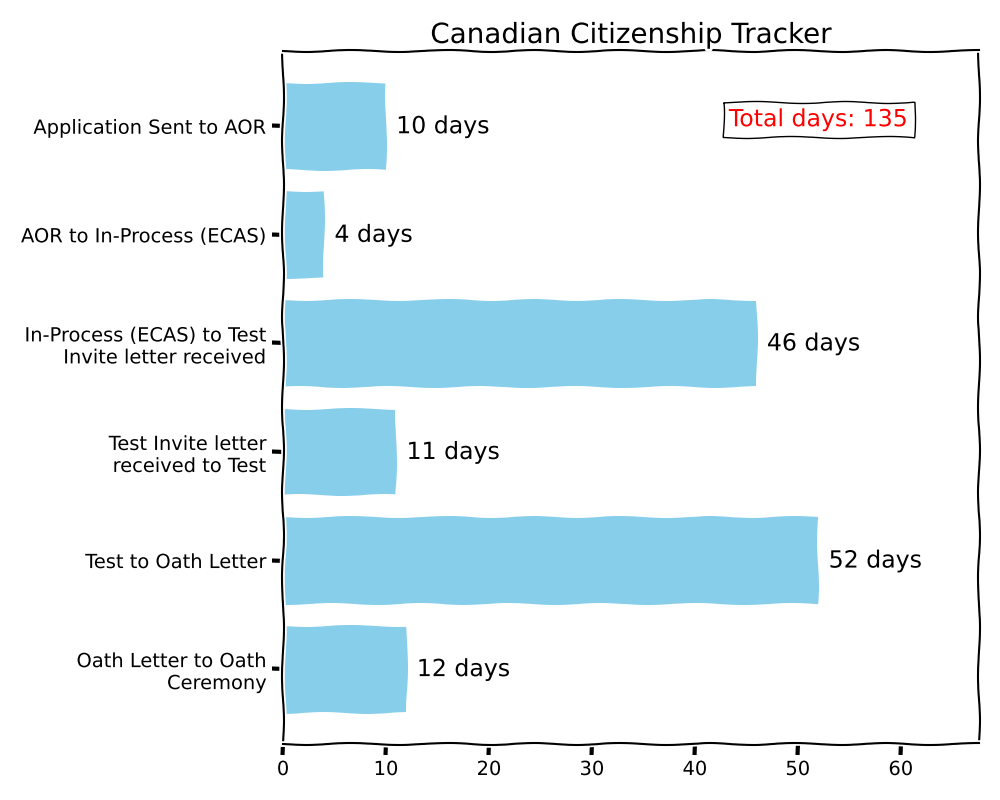 Canadian Citizenship Tracker
Application Sent to AOR
10 days
Total days: 135
AOR to In-Process (ECAS)
4 days
In-Process (ECAS) to Test
Invite letter received
46 days
Test Invite letter
received to Test
11 days
Test to Oath Letter
52 days
Oath Letter to Oath
Ceremony
12 days
0 10 20 30 40 50 60